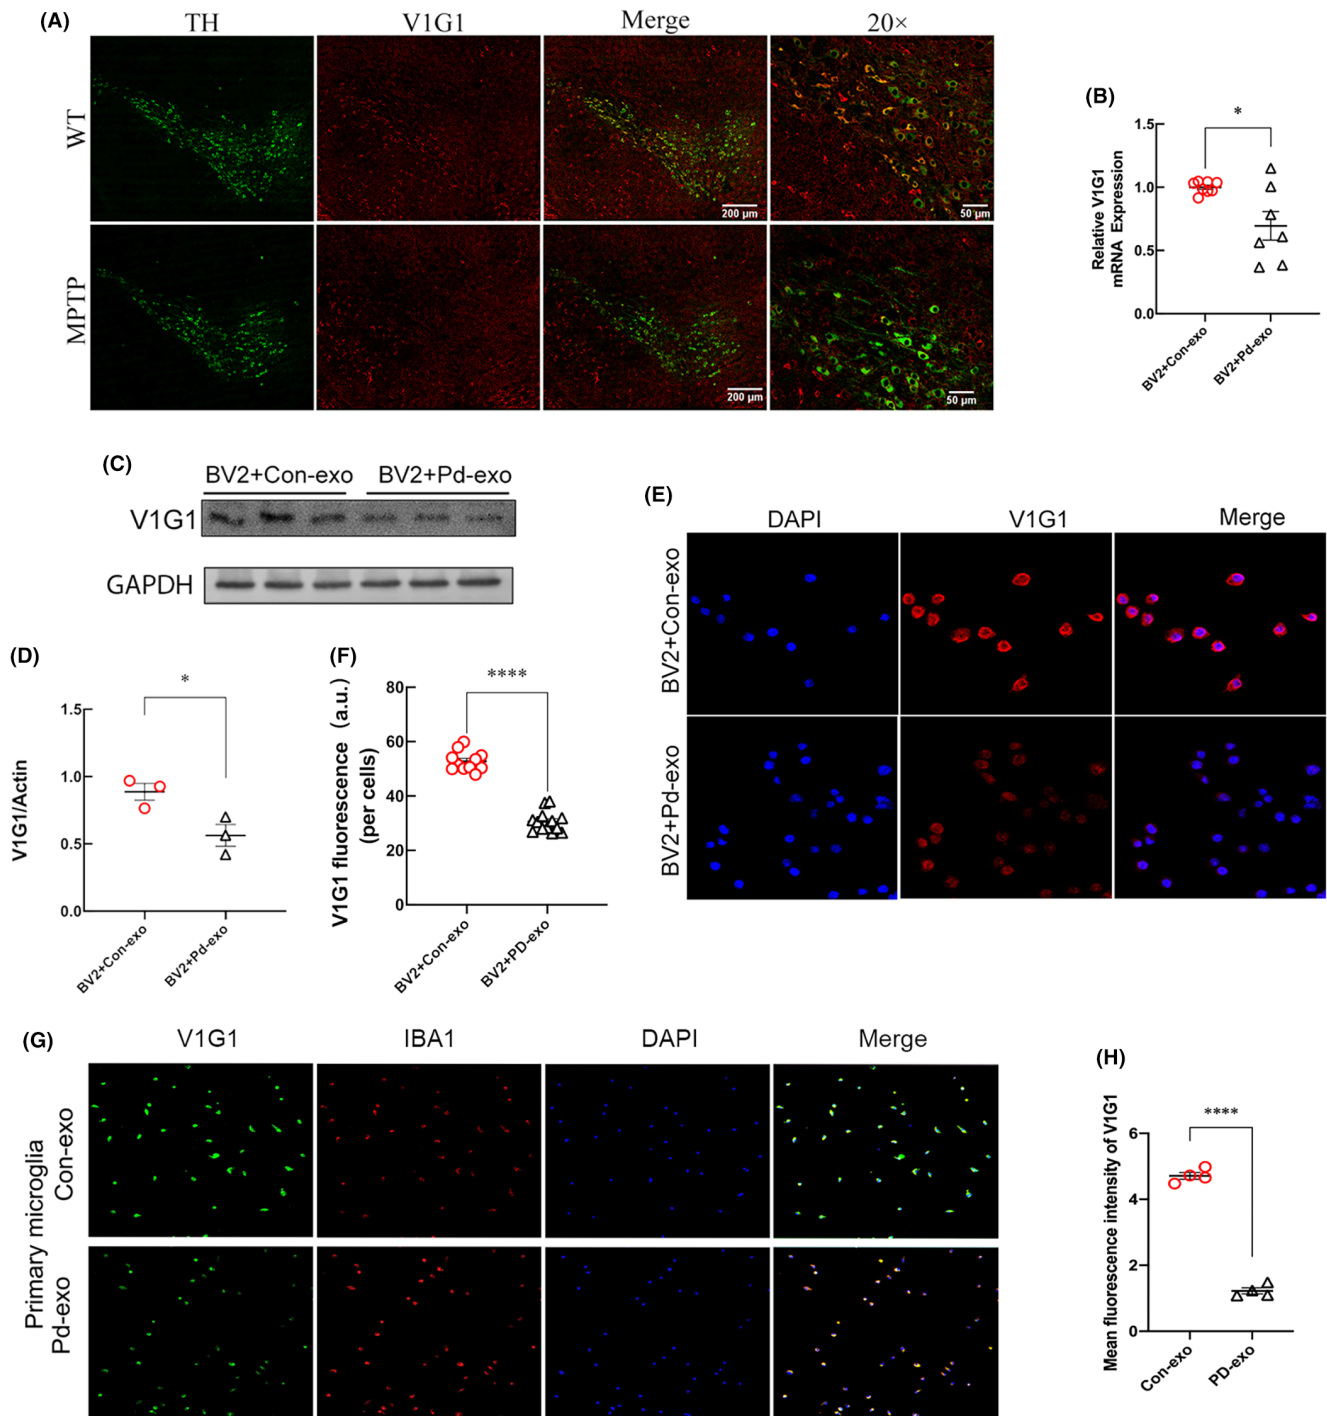 (A)
TH V1G1 Merge 20×
WT
200 µm 50 µm
MPTP
200 µm 50 µm
(B)
*
Relative V1G1
mRNA Expression
1.5
1.0
0.5
0.0
BV2+Con-exo
BV2+Pd-exo
(C)
BV2+Con-exo BV2+Pd-exo
V1G1
GAPDH
(D)
*
V1G1/Actin
1.5
1.0
0.5
0.0
BV2+Con-exo
BV2+Pd-exo
(F)
****
V1G1 fluorescence (a.u.)
(per cells)
80
60
40
20
0
BV2+Con-exo
BV2+PD-exo
(E)
DAPI V1G1 Merge
BV2+Con-exo
BV2+Pd-exo
(G)
V1G1 IBA1 DAPI Merge
Primary microglia
Con-exo
Pd-exo
(H)
****
Mean fluorescence intensity of V1G1
6
4
2
0
Con-exo
PD-exo